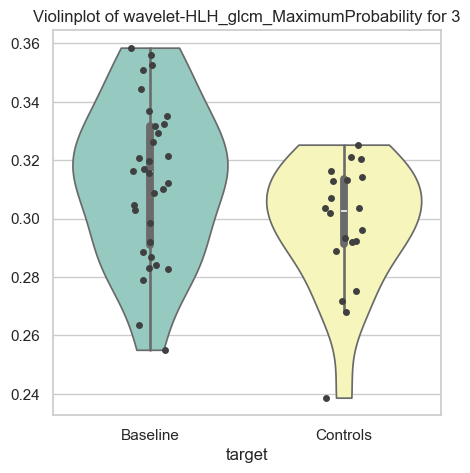 Violinplot of wavelet-HLH_glcm_MaximumProbability for 3
0.36
0.34
0.32
0.30
0.28
0.26
0.24
Baseline Controls
target